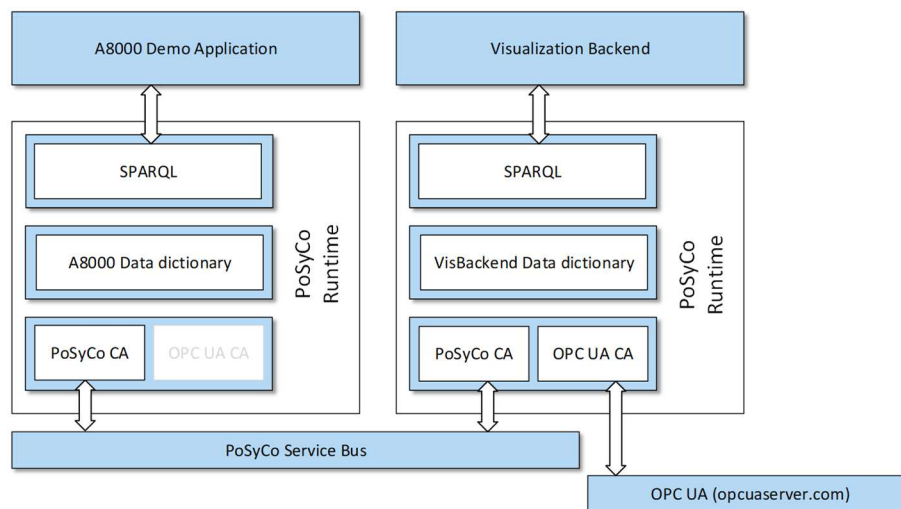 A8000 Demo Application
Visualization Backend
SPARQL
A8000 Data dictionary
PoSyCo CA
OPC UA CA
PoSyCo
Runtime
SPARQL
VisBackend Data dictionary
PoSyCo CA
OPC UA CA
PoSyCo
Runtime
PoSyCo Service Bus
OPC UA (opcuaserver.com)